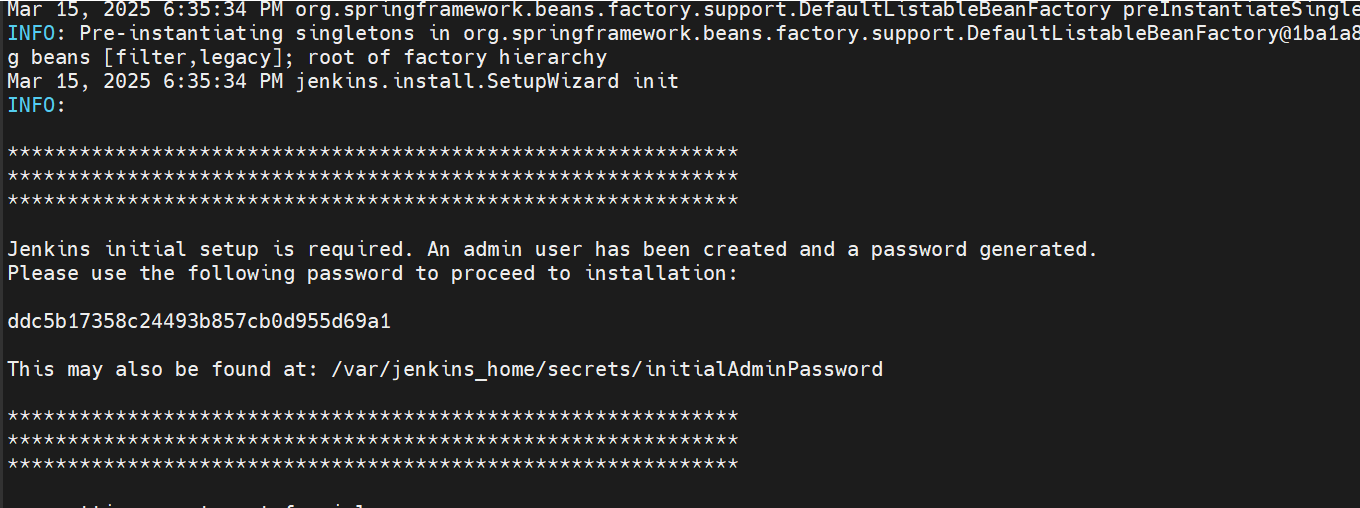 Mar 15, 2025 6:35:34 PM org.springframework.beans.factory.support.DefaultListableBeanFactory preInstantiateSingle
INFO: Pre-instantiating singletons in org.springframework.beans.factory.support.DefaultListableBeanFactory@1ba1a8
g beans [filter,legacy]; root of factory hierarchy
Mar 15, 2025 6:35:34 PM jenkins.install.SetupWizard init
INFO:
*************************************************************
*************************************************************
*************************************************************
Jenkins initial setup is required. An admin user has been created and a password generated.
Please use the following password to proceed to installation:
ddc5b17358c24493b857cb0d955d69a1
This may also be found at: /var/jenkins_home/secrets/initialAdminPassword
*************************************************************
*************************************************************
*************************************************************